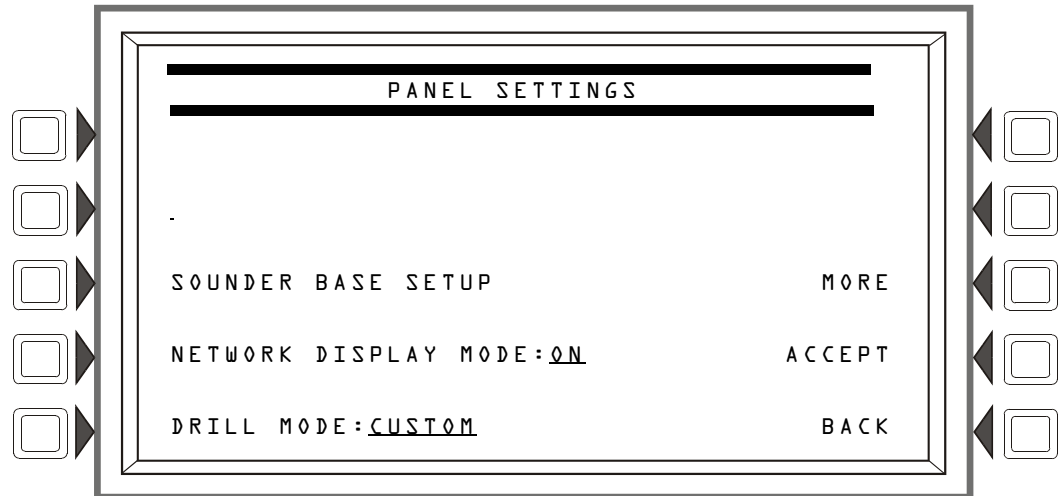 PANEL SETTINGS
-
SOUNDER BASE SETUP MORE
NETWORK DISPLAY MODE:ON ACCEPT
DRILL MODE:CUSTOM BACK